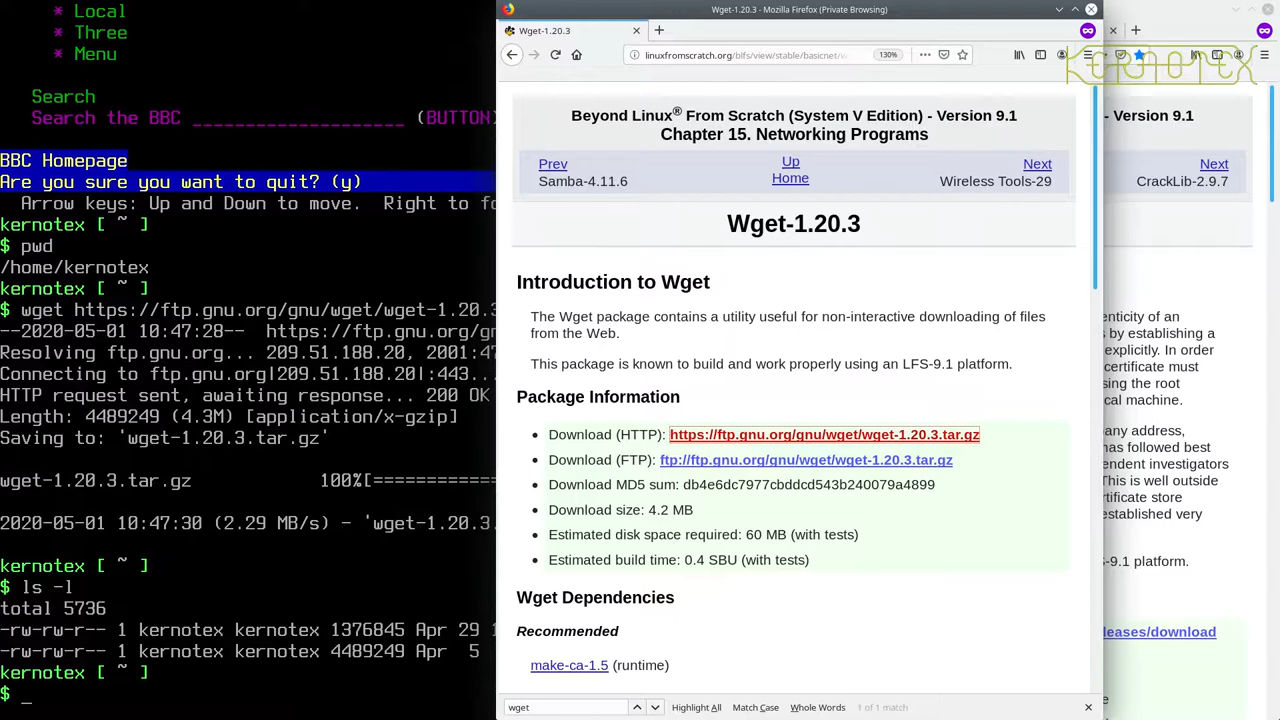 * Local
* Three
* Menu
Search
Search the BBC ____________________ (BUTTON)
BBC Homepage
Are you sure you want to quit? (y)
Arrow keys: Up and Down to move.  Right to fo
kernotex [ ~ ]
$ pwd
/home/kernotex
kernotex [ ~ ]
$ wget https://ftp.gnu.org/gnu/wget/wget-1.20.3
--2020-05-01 10:47:28--  https://ftp.gnu.org/gn
Resolving ftp.gnu.org... 209.51.188.20, 2001:47
Connecting to ftp.gnu.org|209.51.188.20|:443...
HTTP request sent, awaiting response... 200 OK
Length: 4489249 (4.3M) [application/x-gzip]
Saving to: 'wget-1.20.3.tar.gz'
wget-1.20.3.tar.gz 100%[============
2020-05-01 10:47:30 (2.29 MB/s) - 'wget-1.20.3.
kernotex [ ~ ]
$ ls -l
total 5736
-rw-rw-r-- 1 kernotex kernotex 1376845 Apr 29 1
-rw-rw-r-- 1 kernotex kernotex 4489249 Apr  5
kernotex [ ~ ]
$ _
Wget-1.20.3 - Mozilla Firefox (Private Browsing)
Wget-1.20.3
linuxfromscratch.org/blfs/view/stable/basicnet/w
130%
KERNOTEX
Beyond Linux® From Scratch (System V Edition) - Version 9.1
Chapter 15. Networking Programs
Prev
Up
Next
Samba-4.11.6
Home
Wireless Tools-29
Wget-1.20.3
Introduction to Wget
The Wget package contains a utility useful for non-interactive downloading of files
from the Web.
This package is known to build and work properly using an LFS-9.1 platform.
Package Information
Download (HTTP): https://ftp.gnu.org/gnu/wget/wget-1.20.3.tar.gz
Download (FTP): ftp://ftp.gnu.org/gnu/wget/wget-1.20.3.tar.gz
Download MD5 sum: db4e6dc7977cbddcd543b240079a4899
Download size: 4.2 MB
Estimated disk space required: 60 MB (with tests)
Estimated build time: 0.4 SBU (with tests)
Wget Dependencies
Recommended
make-ca-1.5 (runtime)
wget
Highlight All
Match Case
Whole Words
1 of 1 match
- Version 9.1
Next
CrackLib-2.9.7
enticity of an
s by establishing a
explicitly. In order
certificate must
sing the root
cal machine.
any address,
has followed best
endent investigators
This is well outside
rtificate store
established very
S-9.1 platform.
leases/download